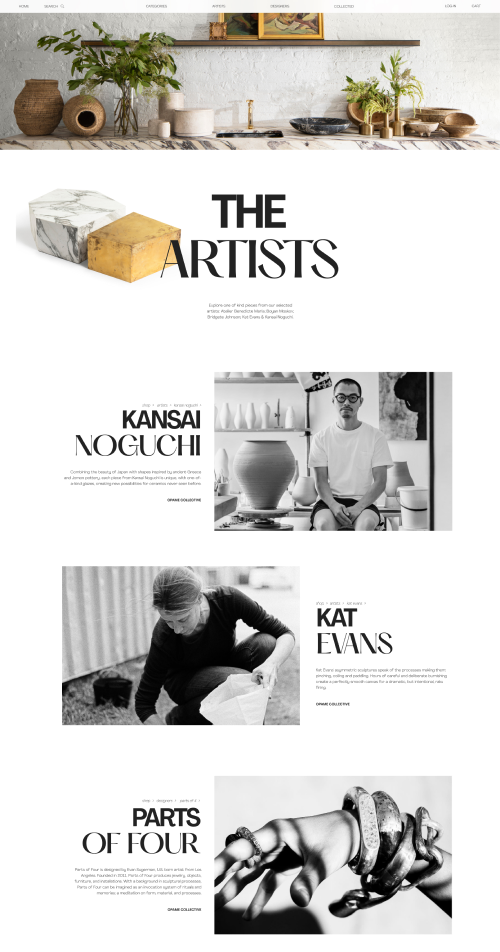 HOME
SEARCH
CATEGORIES
ARTISTS
DESIGNERS
COLLECTED
LOG IN
CART
THE
ARTISTS
Explore one of kind pieces from our selected
artists: Atelier Benedicte, Maria, Boyan Moskov,
Bridgette Johnson, Kat Evans & Kansai Noguchi.
shop / artists / kansai noguchi /
KANSAI
NOGUCHI
Combining the beauty of Japan with shapes inspired by ancient Greece
and Jomon pottery, each piece from Kansai Noguchi is unique, with one-of-
a-kind glazes, creating new possibilities for ceramics never seen before.
OPAME COLLECTIVE
shop / artists / kat evans /
KAT
EVANS
Kat Evans asymmetric sculptures speak of the processes making them:
pinching, coiling and paddling. Hours of careful and deliberate burnishing
create a perfectly smooth canvas for a dramatic, but intentional, raku
firing.
OPAME COLLECTIVE
shop / designers / parts of 4 /
PARTS
OF FOUR
Parts of Four is designed by Evan Sugerman, US born artist from Los
Angeles. Founded in 2011, Parts of Four produces jewelry, objects,
furniture, and installations. With a background in sculptural processes,
Parts of Four can be imagined as an invocation system of rituals and
memories, a meditation on form, material, and processes.
OPAME COLLECTIVE